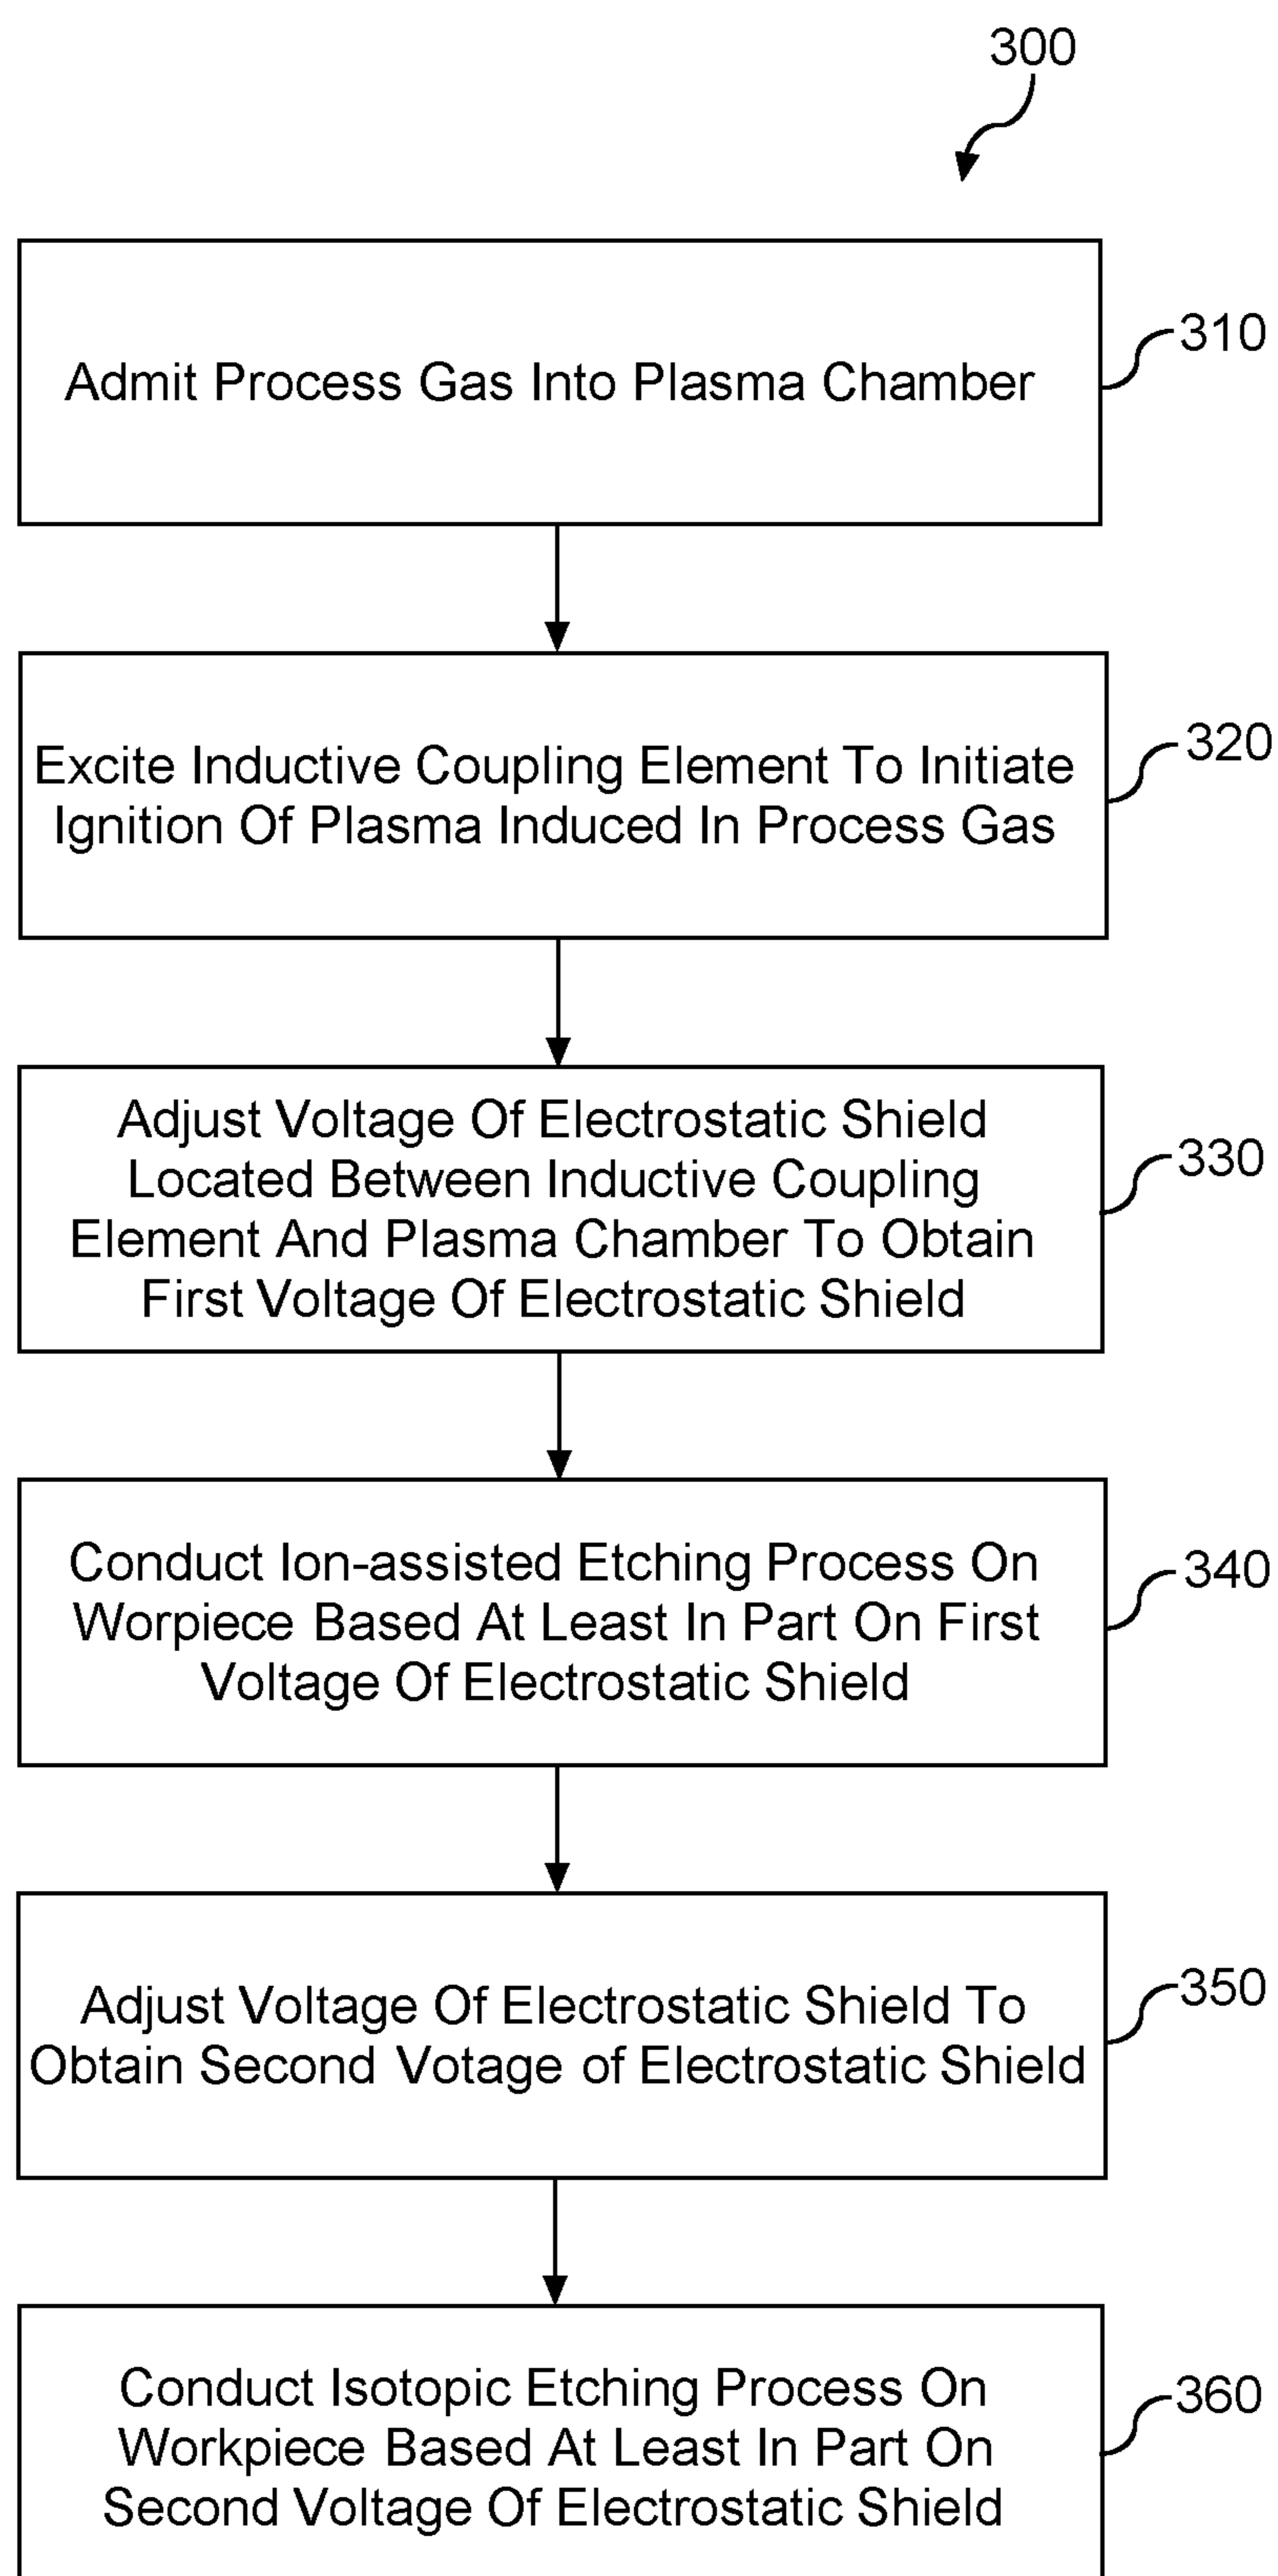 300
Admit Process Gas Into Plasma Chamber
310
Excite Inductive Coupling Element To Initiate
Ignition Of Plasma Induced In Process Gas
320
Adjust Voltage Of Electrostatic Shield
Located Between Inductive Coupling
Element And Plasma Chamber To Obtain
First Voltage Of Electrostatic Shield
330
Conduct Ion-assisted Etching Process On
Worpiece Based At Least In Part On First
Voltage Of Electrostatic Shield
340
Adjust Voltage Of Electrostatic Shield To
Obtain Second Votage of Electrostatic Shield
350
Conduct Isotopic Etching Process On
Workpiece Based At Least In Part On
Second Voltage Of Electrostatic Shield
360